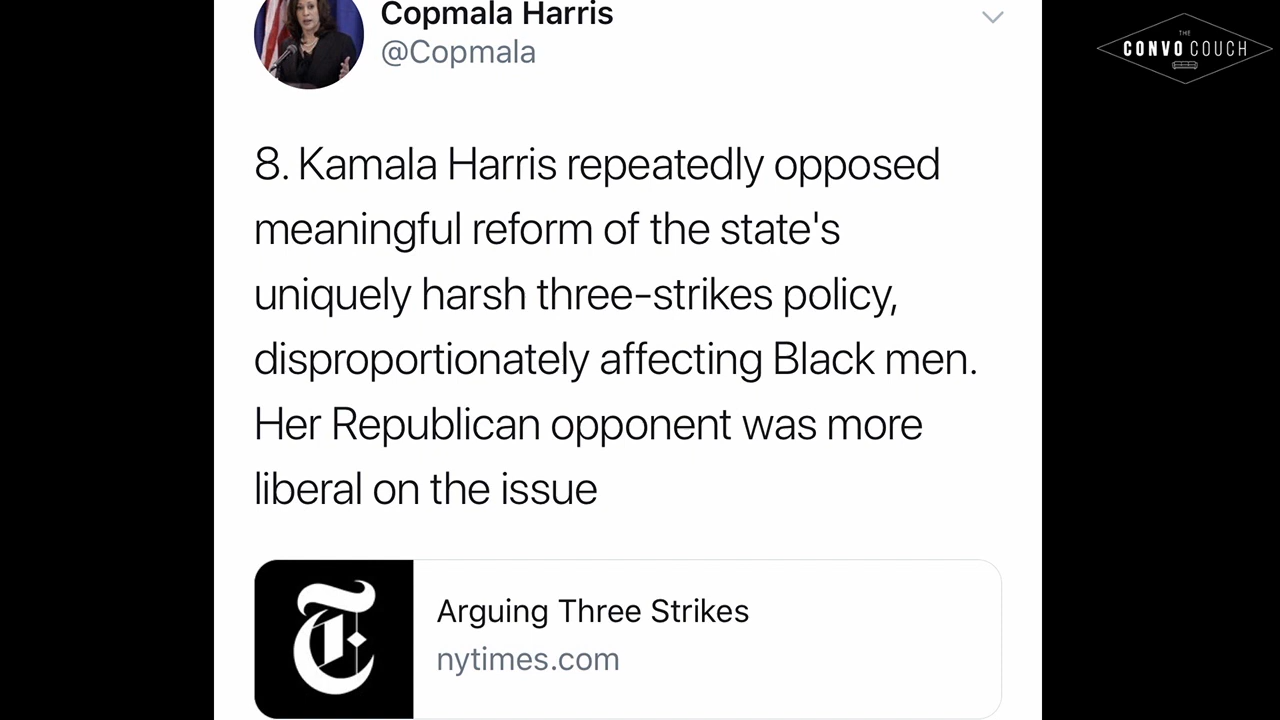 Copmala Harris
@Copmala
THE
CONVO COUCH
8. Kamala Harris repeatedly opposed
meaningful reform of the state's
uniquely harsh three-strikes policy,
disproportionately affecting Black men.
Her Republican opponent was more
liberal on the issue
Arguing Three Strikes
nytimes.com